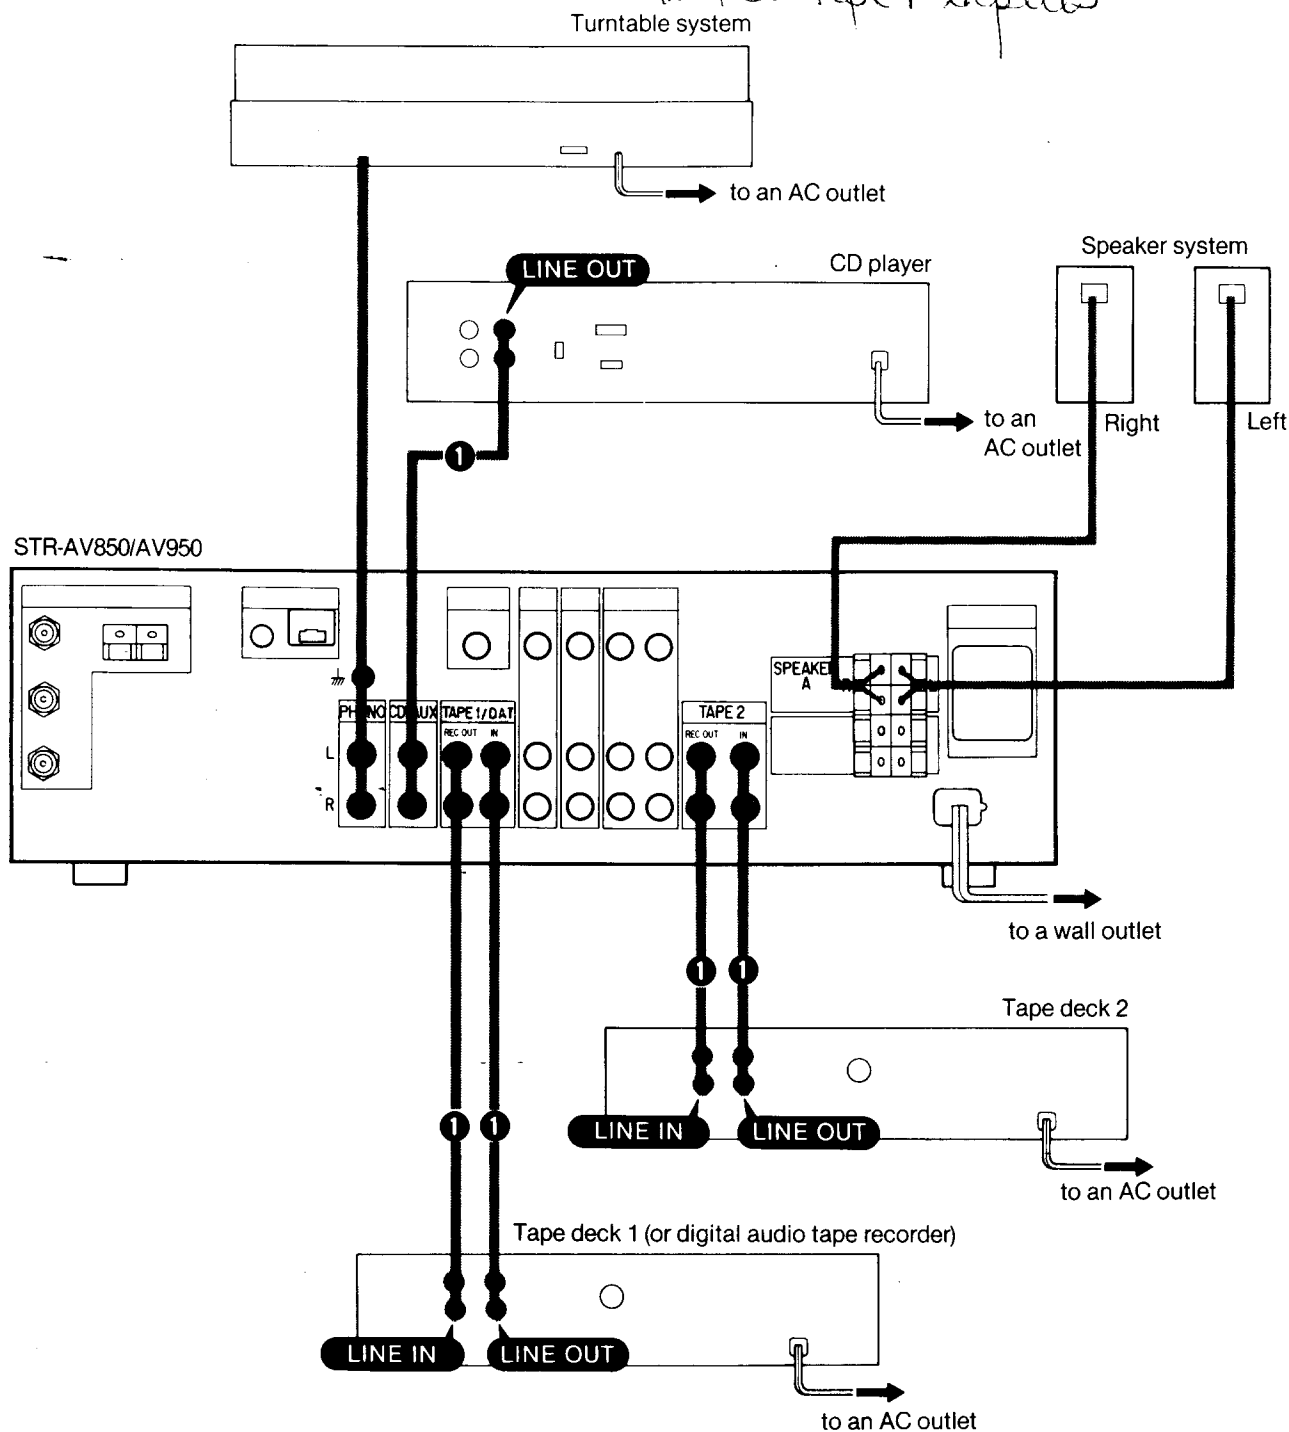 Turntable system
to an AC outlet
LINE OUT
CD player
Speaker system
to an
AC outlet
Right
Left
1
STR-AV850/AV950
SPEAKER
A
PHONO
CD/AUX
TAPE 1/DAT
REC OUT
IN
TAPE 2
REC OUT
IN
L
R
to a wall outlet
1
1
Tape deck 2
LINE IN
LINE OUT
to an AC outlet
1
1
Tape deck 1 (or digital audio tape recorder)
LINE IN
LINE OUT
to an AC outlet